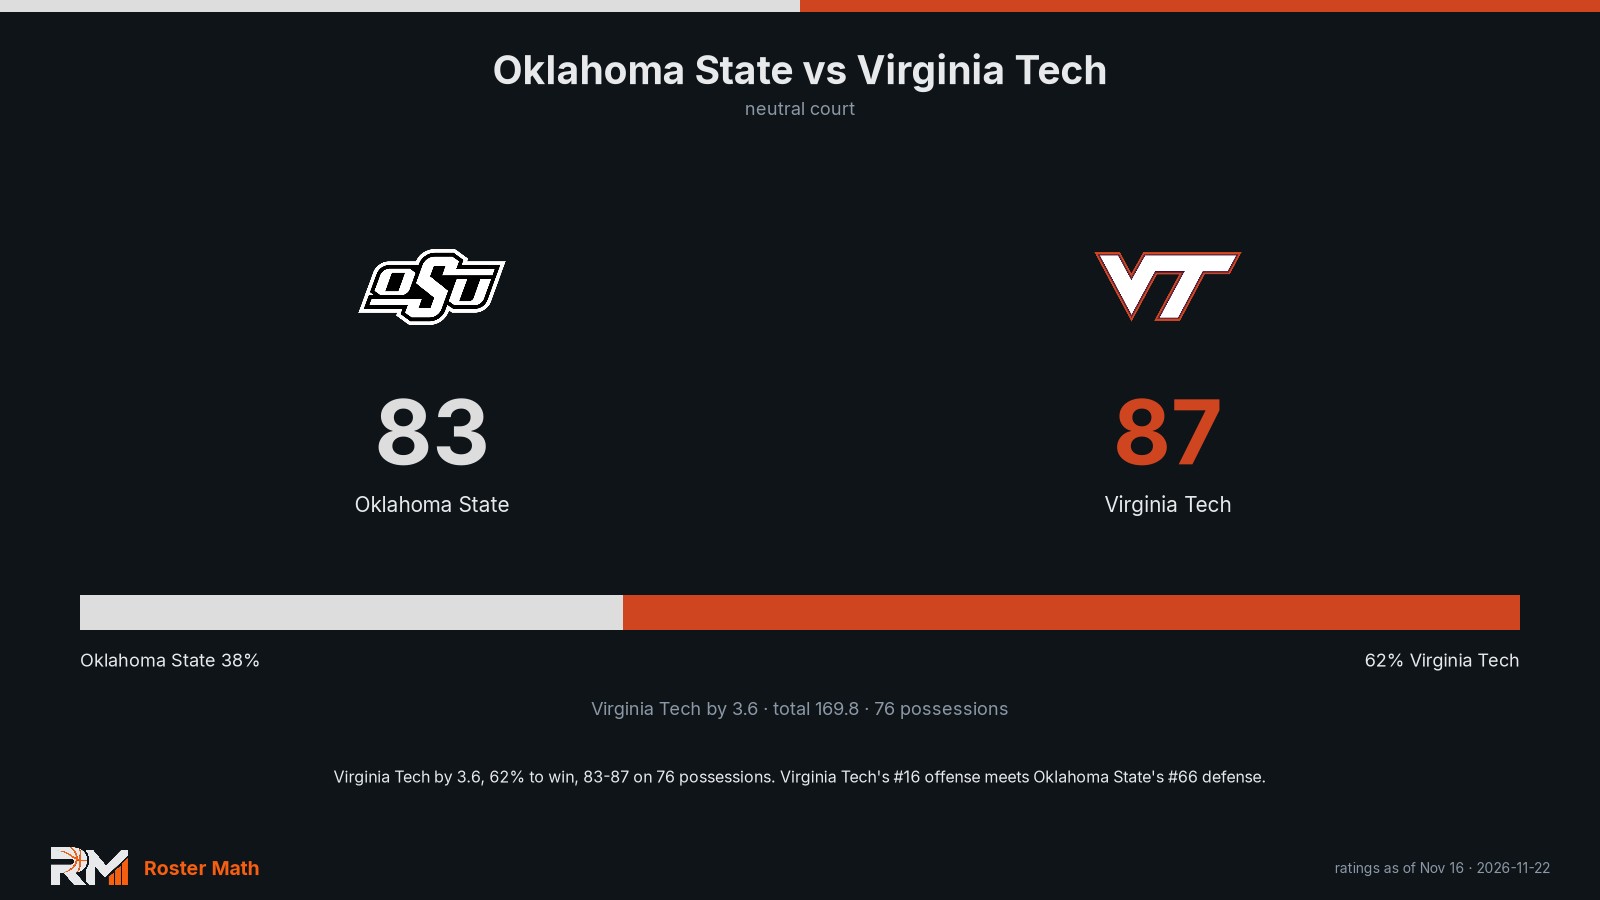 Oklahoma State vs Virginia Tech
neutral court
OSU
VT
83
87
Oklahoma State
Virginia Tech
Oklahoma State 38%
62% Virginia Tech
Virginia Tech by 3.6 · total 169.8 · 76 possessions
Virginia Tech by 3.6, 62% to win, 83-87 on 76 possessions. Virginia Tech's #16 offense meets Oklahoma State's #66 defense.
RM Roster Math
ratings as of Nov 16 · 2026-11-22